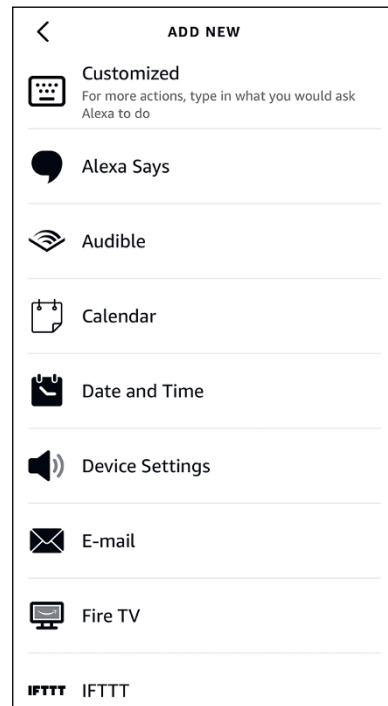 ADD NEW
Customized
For more actions, type in what you would ask
Alexa to do
Alexa Says
Audible
Calendar
Date and Time
Device Settings
E-mail
Fire TV
IFTTT IFTTT